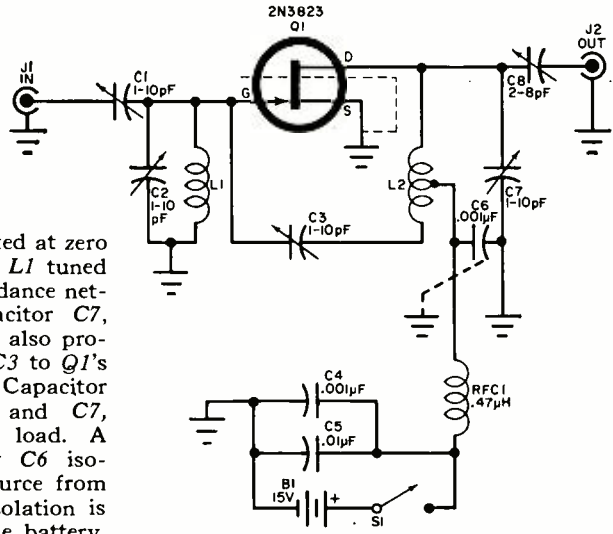 2N3823
Q1
J1
IN
C1
1-10pF
G
D
S
J2
OUT
C8
2-8pF
C2
1-10
pF
L1
C3
1-10pF
L2
C6
.001µF
C7
1-10pF
RFC1
.47µH
C4
.001µF
C5
.01µF
B1
15V
+
S1
ted at zero
L1 tuned
dance net-
acitor C7,
also pro-
C3 to Q1's
Capacitor
and C7,
load. A
C6 iso-
urce from
olation is
e battery.